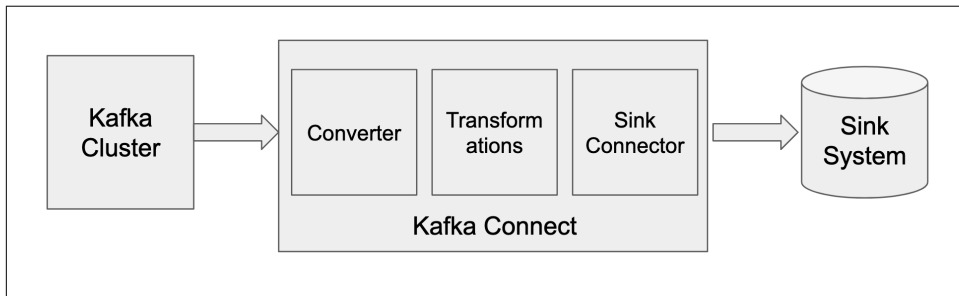 Kafka
Cluster
Converter
Transform
ations
Sink
Connector
Kafka Connect
Sink
System